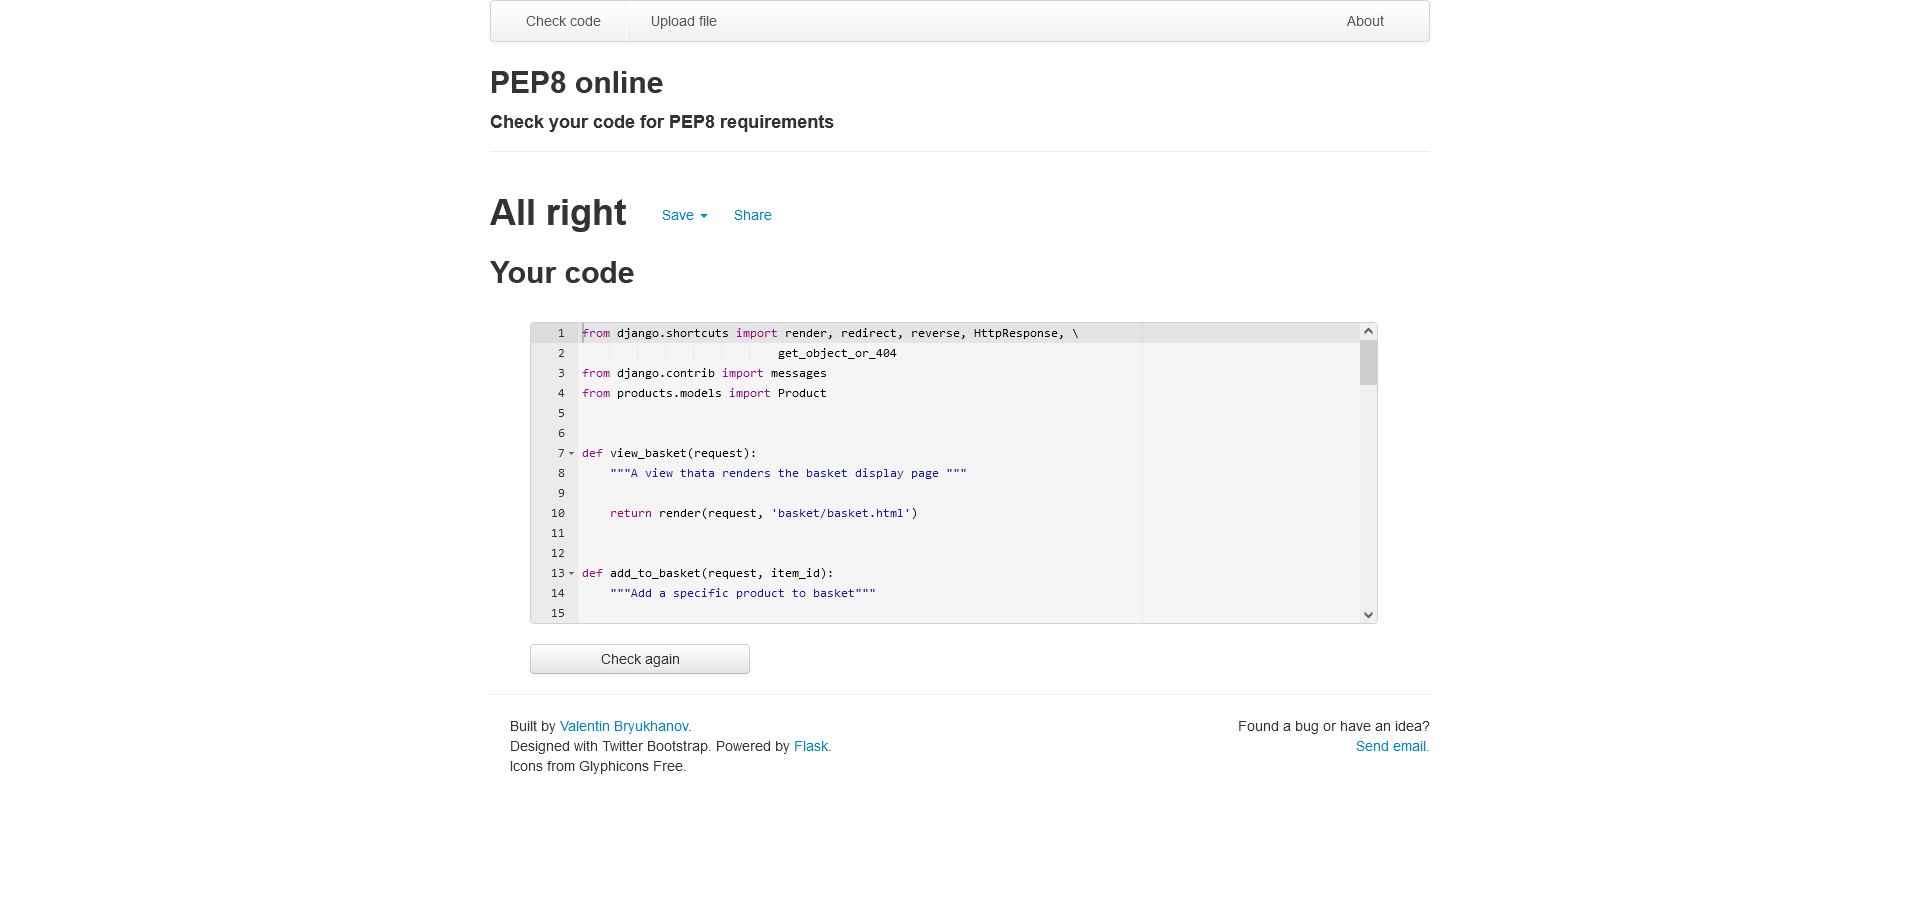 Check code Upload file About
PEP8 online
Check your code for PEP8 requirements
All right Save Share
Your code
1 from django.shortcuts import render, redirect, reverse, HttpResponse, \
2 get_object_or_404
3 from django.contrib import messages
4 from products.models import Product
5
6
7 def view_basket(request):
8 """A view thata renders the basket display page """
9
10 return render(request, 'basket/basket.html')
11
12
13 def add_to_basket(request, item_id):
14 """Add a specific product to basket"""
15
Check again
Built by Valentin Bryukhanov. Found a bug or have an idea?
Designed with Twitter Bootstrap. Powered by Flask. Send email.
Icons from Glyphicons Free.